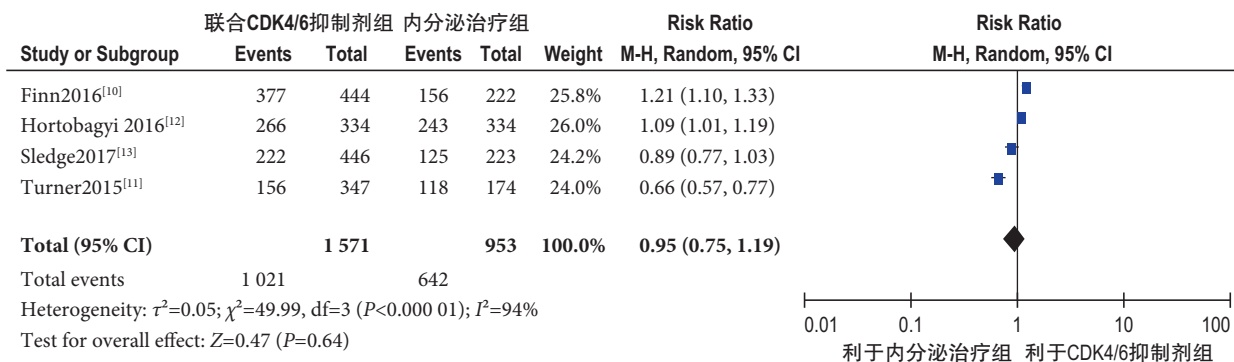 联合CDK4/6抑制剂组 内分泌治疗组 Risk Ratio Risk Ratio
Study or Subgroup Events Total Events Total Weight M-H, Random, 95% CI M-H, Random, 95% CI
Finn2016[10] 377 444 156 222 25.8% 1.21 (1.10, 1.33)
Hortobagyi 2016[12] 266 334 243 334 26.0% 1.09 (1.01, 1.19)
Sledge2017[13] 222 446 125 223 24.2% 0.89 (0.77, 1.03)
Turner2015[11] 156 347 118 174 24.0% 0.66 (0.57, 0.77)
Total (95% CI) 1 571 953 100.0% 0.95 (0.75, 1.19)
Total events 1 021 642
Heterogeneity: τ²=0.05; χ²=49.99, df=3 (P<0.000 01); I²=94%
Test for overall effect: Z=0.47 (P=0.64)
0.01 0.1 1 10 100
利于内分泌治疗组 利于CDK4/6抑制剂组